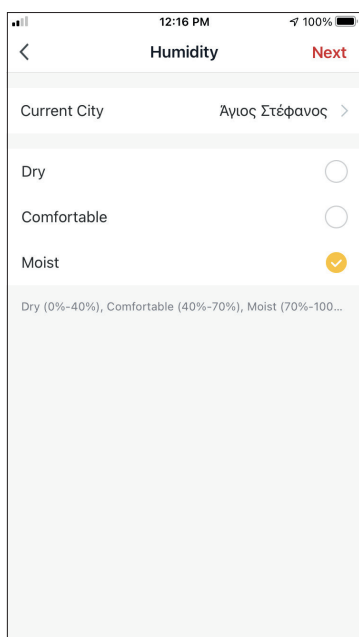 12:16 PM 100%
Humidity Next
Current City Άγιος Στέφανος
Dry
Comfortable
Moist
Dry (0%-40%), Comfortable (40%-70%), Moist (70%-100...